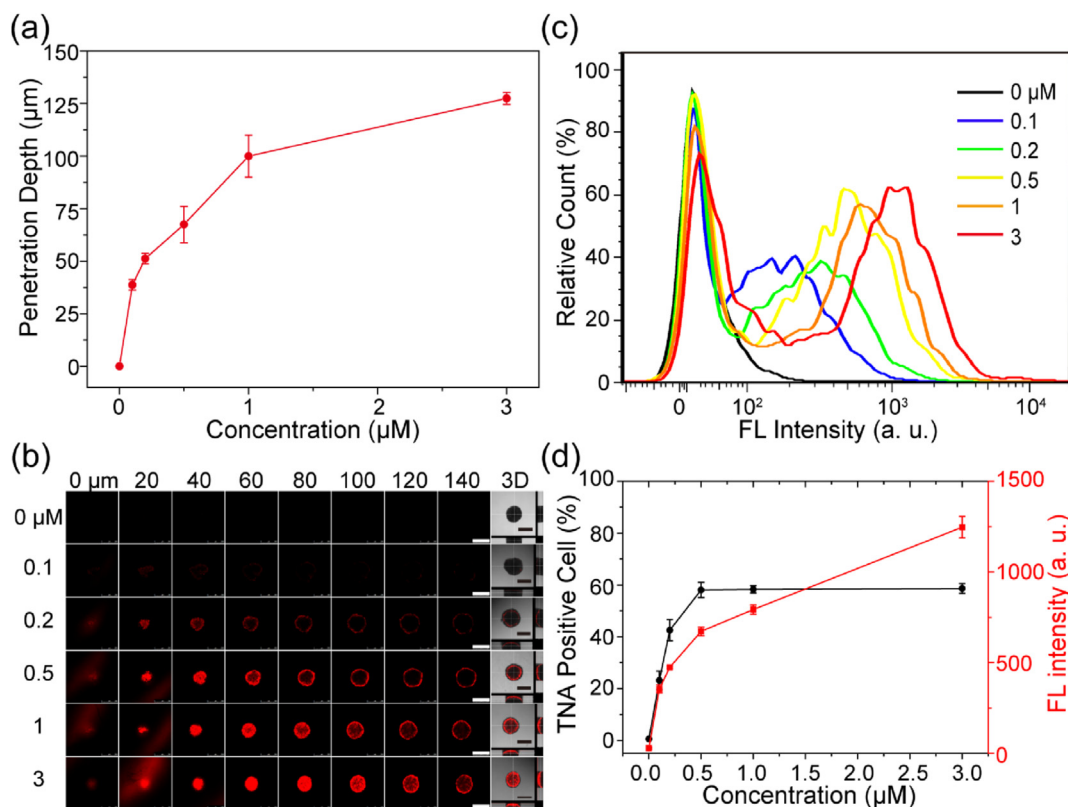 (a)
150
125
100
75
50
25
0
Penetration Depth (µm)
0 1 2 3
Concentration (µM)
(c)
100
80
60
40
20
0
Relative Count (%)
0 µM
0.1
0.2
0.5
1
3
0 10² 10³ 10⁴
FL Intensity (a. u.)
(b)
0 µm 20 40 60 80 100 120 140 3D
0 µM
0.1
0.2
0.5
1
3
(d)
100
80
60
40
20
0
TNA Positive Cell (%)
1500
1250
1000
750
500
250
0
FL intensity (a. u.)
0.0 0.5 1.0 1.5 2.0 2.5 3.0
Concentration (µM)